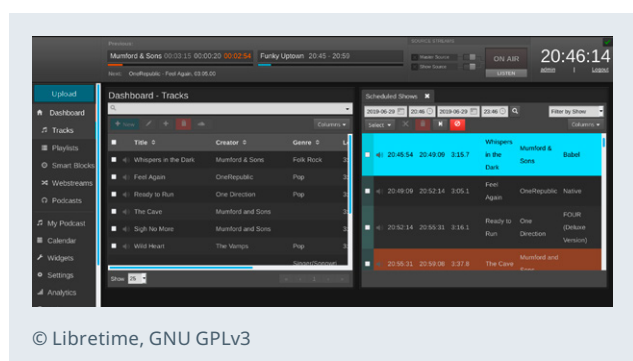 Previous:
SOURCE STREAMS
Mumford & Sons 00:03.15 00:00:20 00:02:54
Funky Uptown 20:45 - 20:59
Master Source
Show Source
ON AIR
LISTEN
20:46:14
admin | Logout
Next: OneRepublic - Feel Again: 03:05.00
Upload
Dashboard
Tracks
Playlists
Smart Blocks
Webstreams
Podcasts
My Podcast
Calendar
Widgets
Settings
Analytics
Dashboard - Tracks
Columns
Title Creator Genre
Whispers in the Dark Mumford & Sons Folk Rock
Feel Again OneRepublic Pop
Ready to Run One Direction Pop
The Cave Mumford and Sons
Sigh No More Mumford and Sons
Wild Heart The Vamps Pop
Show 25
Scheduled Shows
2019-06-29 20:46 2019-06-29 23:46 Filter by Show
Select Columns
20:45:54 20:49:09 3:15.7 Whispers in the Dark Mumford & Sons Babel
20:49:09 20:52:14 3:05.1 Feel Again OneRepublic Native
20:52:14 20:55:31 3:16.1 Ready to Run One Direction FOUR (Deluxe Version)
20:55:31 20:59:08 3:37.8 The Cave Mumford and Sons
© Libretime, GNU GPLv3